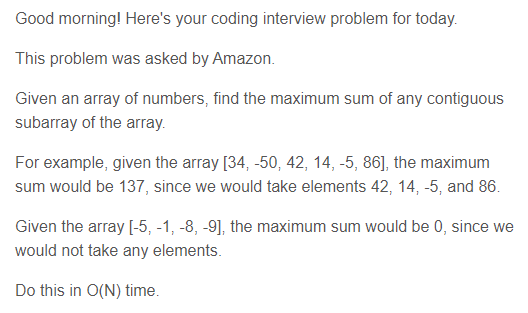 Good morning! Here's your coding interview problem for today.
This problem was asked by Amazon.
Given an array of numbers, find the maximum sum of any contiguous
subarray of the array.
For example, given the array [34, -50, 42, 14, -5, 86], the maximum
sum would be 137, since we would take elements 42, 14, -5, and 86.
Given the array [-5, -1, -8, -9], the maximum sum would be 0, since we
would not take any elements.
Do this in O(N) time.